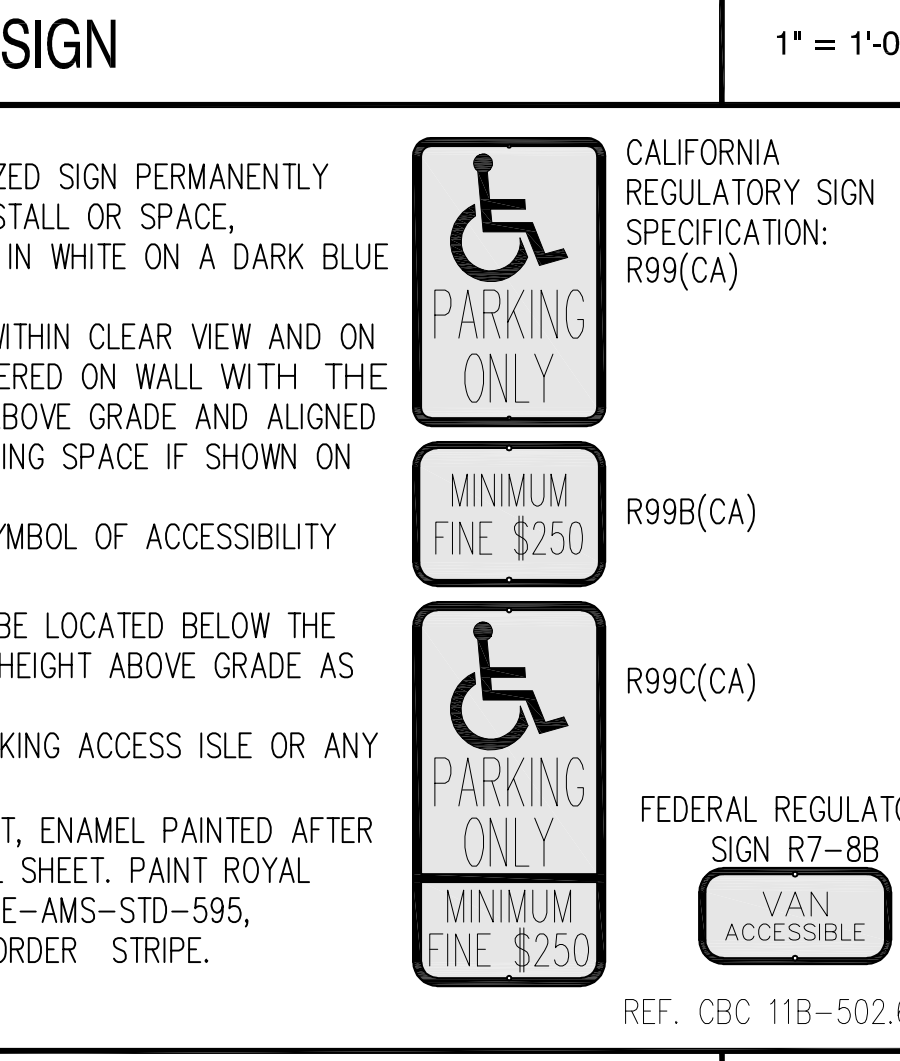 SIGN
1" = 1'-0
ZED SIGN PERMANENTLY
STALL OR SPACE,
IN WHITE ON A DARK BLUE
WITHIN CLEAR VIEW AND ON
ERED ON WALL WITH THE
ABOVE GRADE AND ALIGNED
ING SPACE IF SHOWN ON
YMBOL OF ACCESSIBILITY
BE LOCATED BELOW THE
HEIGHT ABOVE GRADE AS
KING ACCESS ISLE OR ANY
T, ENAMEL PAINTED AFTER
L SHEET. PAINT ROYAL
E-AMS-STD-595,
ORDER STRIPE.
PARKING
ONLY
CALIFORNIA
REGULATORY SIGN
SPECIFICATION:
R99(CA)
MINIMUM
FINE $250
R99B(CA)
PARKING
ONLY
MINIMUM
FINE $250
R99C(CA)
FEDERAL REGULATO
SIGN R7-8B
VAN
ACCESSIBLE
REF. CBC 11B-502.6